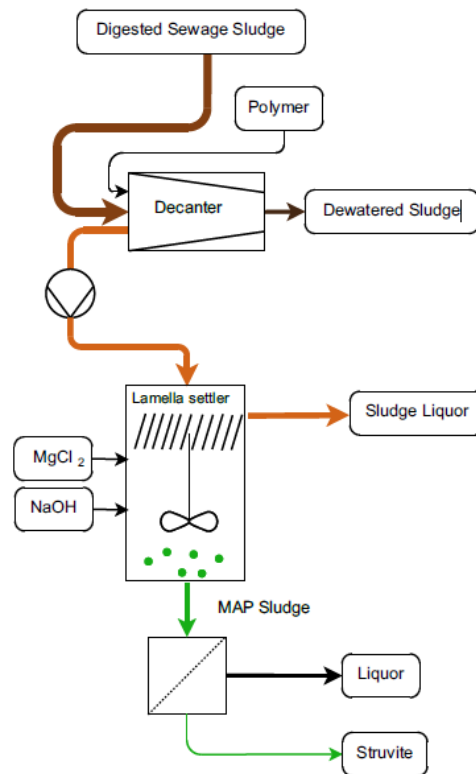 Digested Sewage Sludge
Polymer
Decanter
Dewatered Sludge
Lamella settler
Sludge Liquor
MgCl 2
NaOH
MAP Sludge
Liquor
Struvite